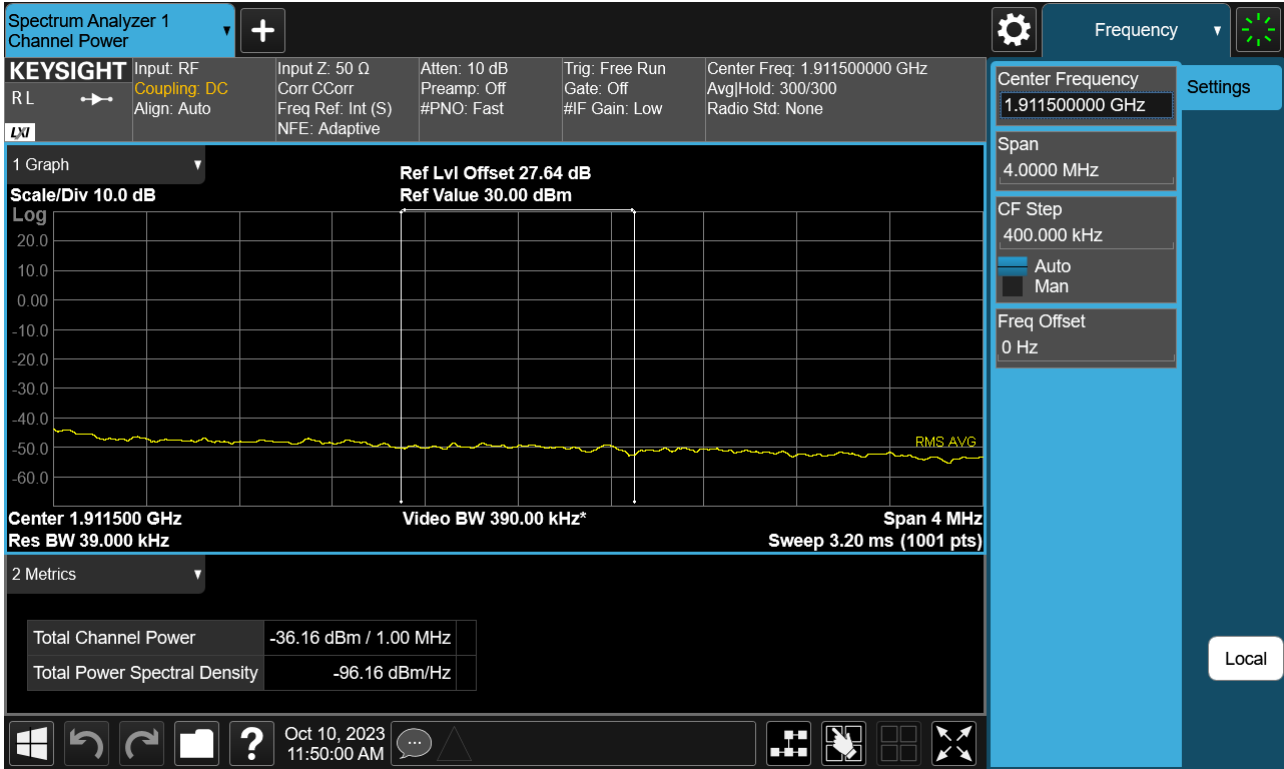 Spectrum Analyzer 1
Channel Power
Frequency
KEYSIGHT
R L
LXI
Input: RF
Coupling: DC
Align: Auto
Input Z: 50 Ω
Corr CCorr
Freq Ref: Int (S)
NFE: Adaptive
Atten: 10 dB
Preamp: Off
#PNO: Fast
Trig: Free Run
Gate: Off
#IF Gain: Low
Center Freq: 1.911500000 GHz
Avg|Hold: 300/300
Radio Std: None
Center Frequency
1.911500000 GHz
Settings
Span
4.0000 MHz
CF Step
400.000 kHz
Auto
Man
Freq Offset
0 Hz
1 Graph
Ref Lvl Offset 27.64 dB
Scale/Div 10.0 dB
Ref Value 30.00 dBm
Log
20.0
10.0
0.00
-10.0
-20.0
-30.0
-40.0
-50.0
-60.0
RMS AVG
Center 1.911500 GHz
Video BW 390.00 kHz*
Span 4 MHz
Res BW 39.000 kHz
Sweep 3.20 ms (1001 pts)
2 Metrics
Total Channel Power -36.16 dBm / 1.00 MHz
Total Power Spectral Density -96.16 dBm/Hz
Local
Oct 10, 2023
11:50:00 AM